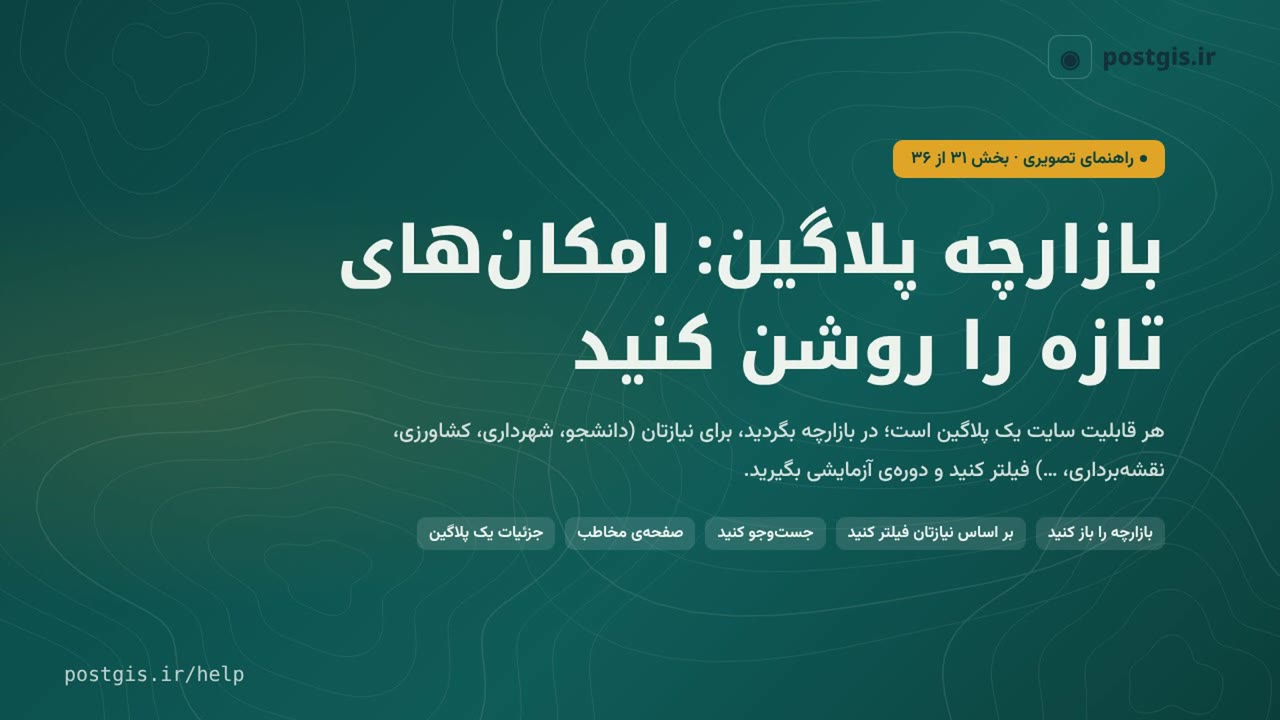 postgis.ir
راهنمای تصویری · بخش ۳۱ از ۳۶
بازارچه پلاگین: امکان‌های
تازه را روشن کنید
هر قابلیت سایت یک پلاگین است؛ در بازارچه بگردید، برای نیازتان (دانشجو، شهرداری، کشاورزی،
نقشه‌برداری، …) فیلتر کنید و دوره‌ی آزمایشی بگیرید.
بازارچه را باز کنید
بر اساس نیازتان فیلتر کنید
جست‌وجو کنید
صفحه‌ی مخاطب
جزئیات یک پلاگین
postgis.ir/help